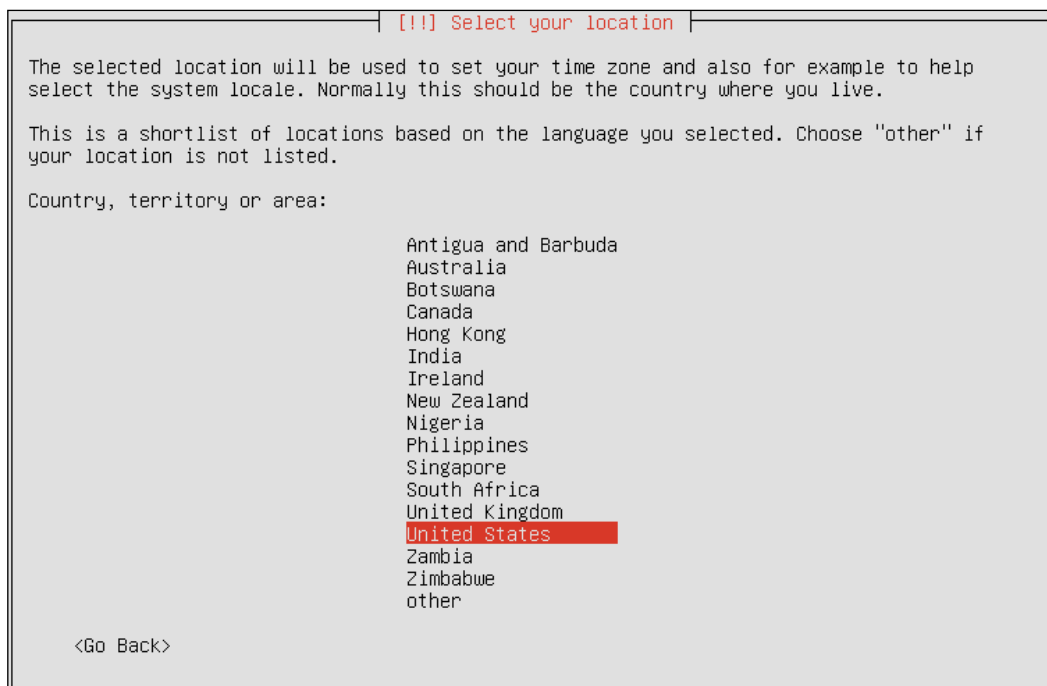 [!!] Select your location
The selected location will be used to set your time zone and also for example to help
select the system locale. Normally this should be the country where you live.
This is a shortlist of locations based on the language you selected. Choose "other" if
your location is not listed.
Country, territory or area:
Antigua and Barbuda
Australia
Botswana
Canada
Hong Kong
India
Ireland
New Zealand
Nigeria
Philippines
Singapore
South Africa
United Kingdom
United States
Zambia
Zimbabwe
other
<Go Back>